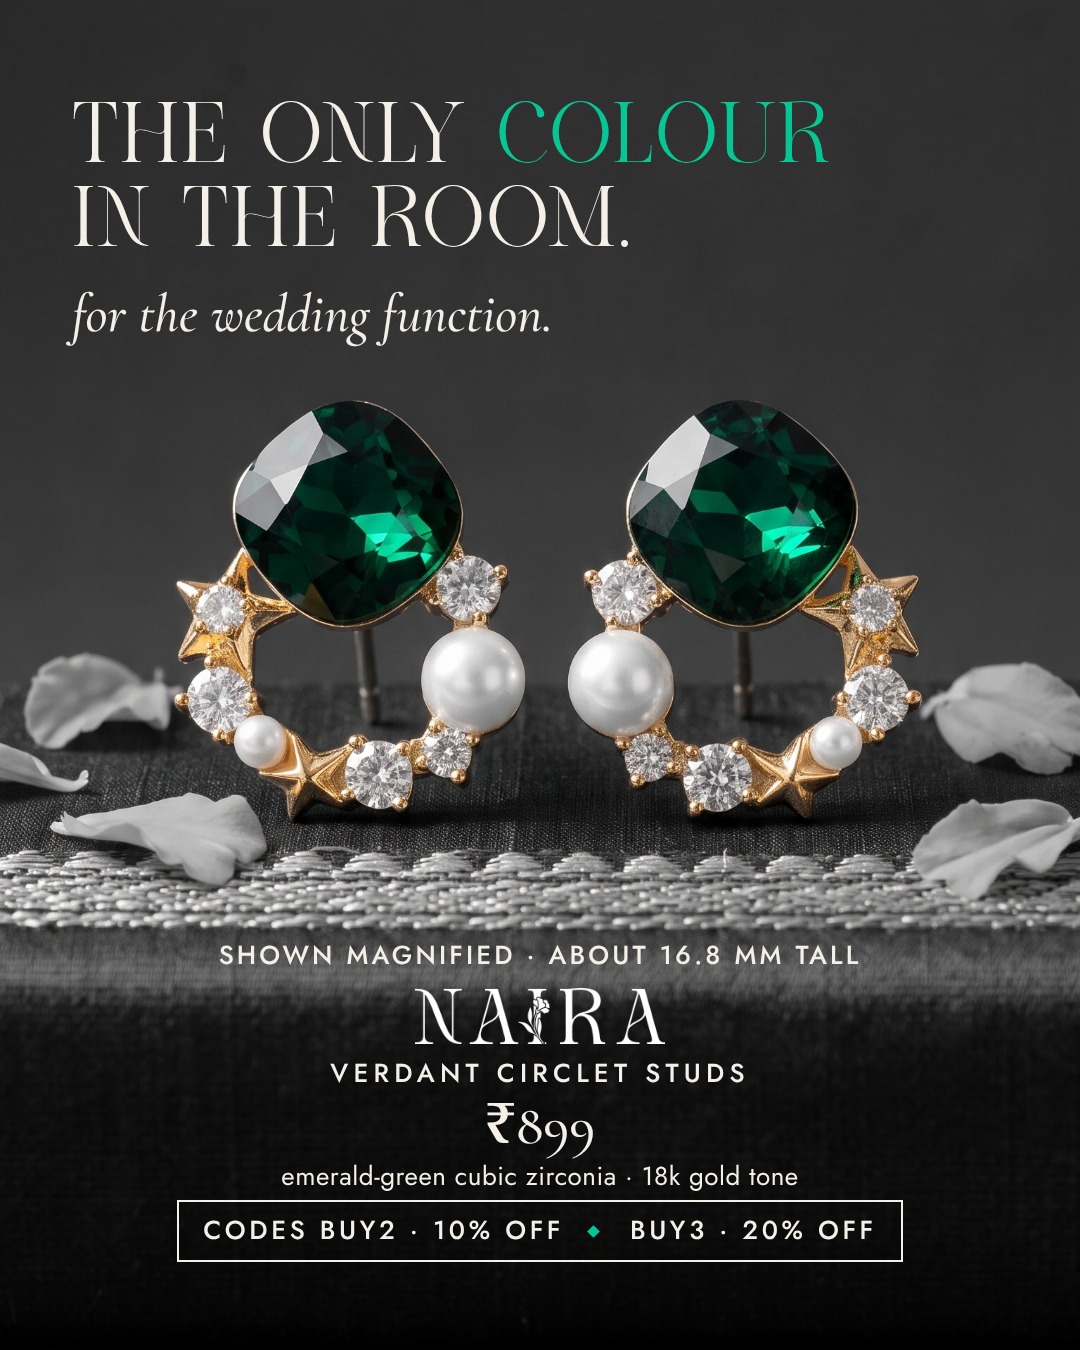 THE ONLY COLOUR
IN THE ROOM.
for the wedding function.
SHOWN MAGNIFIED · ABOUT 16.8 MM TALL
NAIRA
VERDANT CIRCLET STUDS
₹899
emerald-green cubic zirconia · 18k gold tone
CODES BUY2 · 10% OFF ◆ BUY3 · 20% OFF